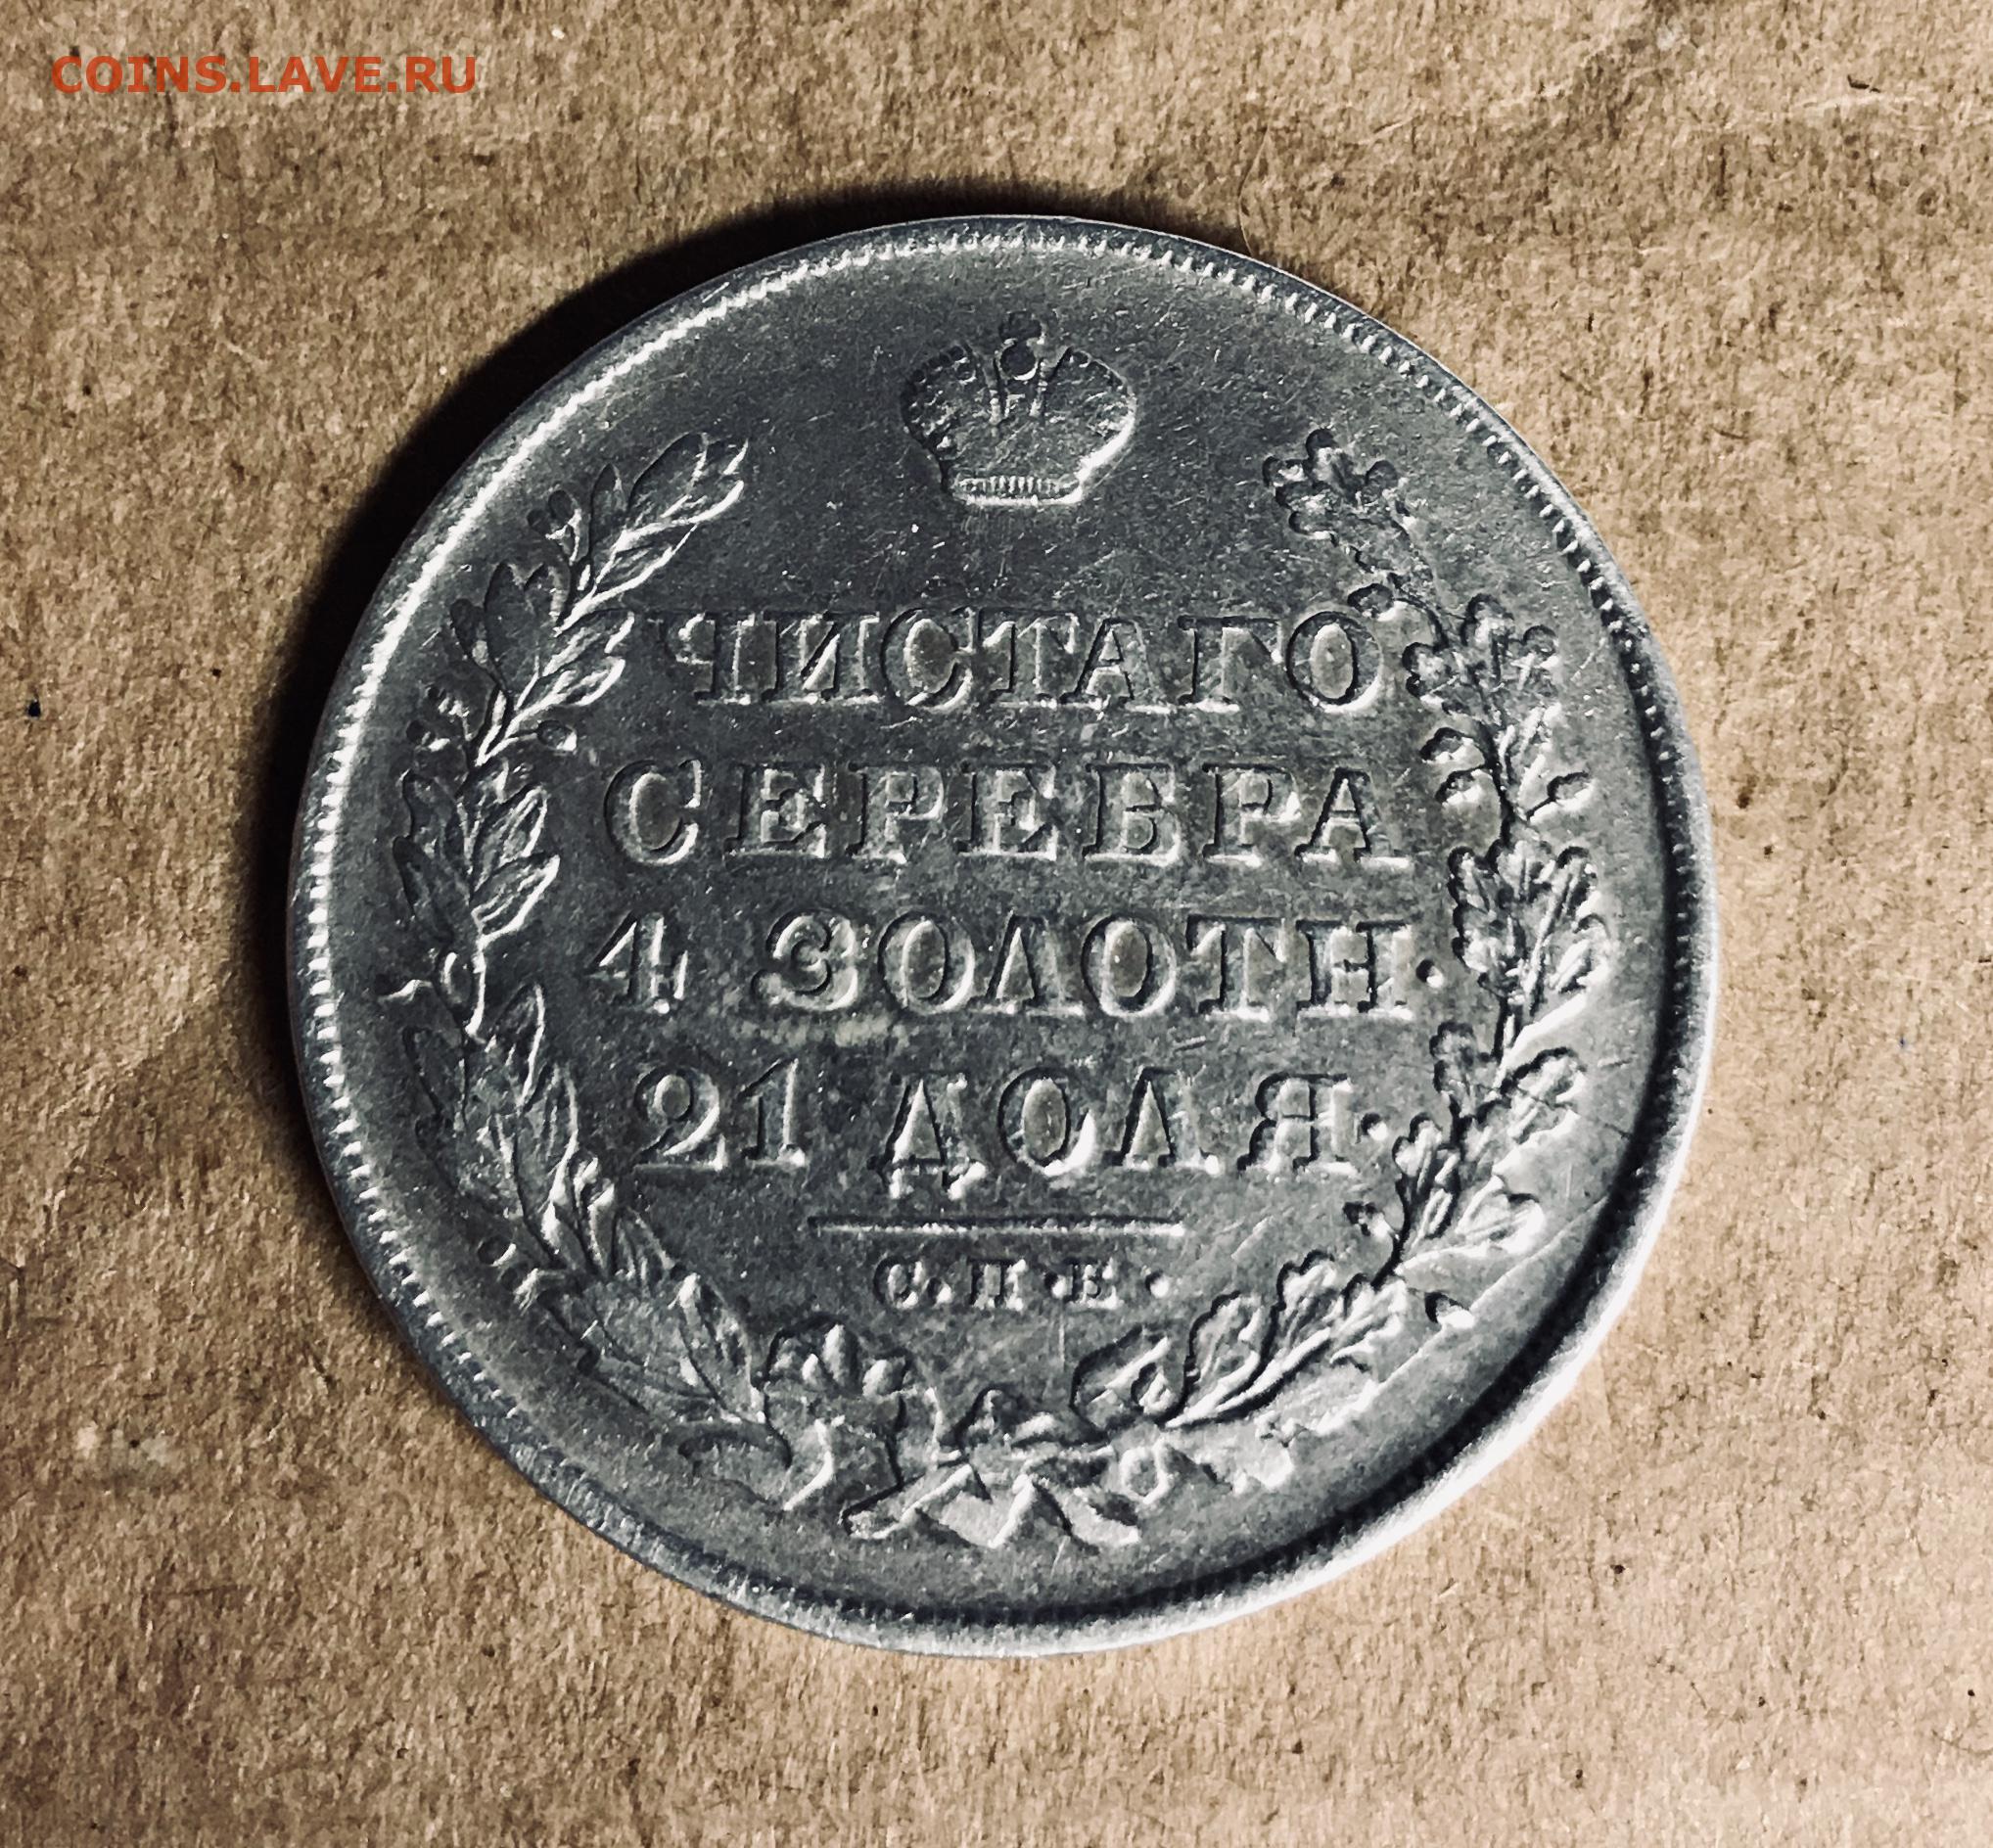 COINS.LAVE.RU
ЧИСТАГО
СЕРЕБРА
4 ЗОЛОТН.
21 ДОЛЯ.
С.П.Б.